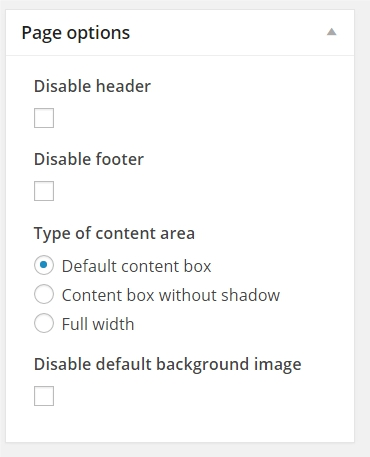 Page options
Disable header
Disable footer
Type of content area
Default content box
Content box without shadow
Full width
Disable default background image